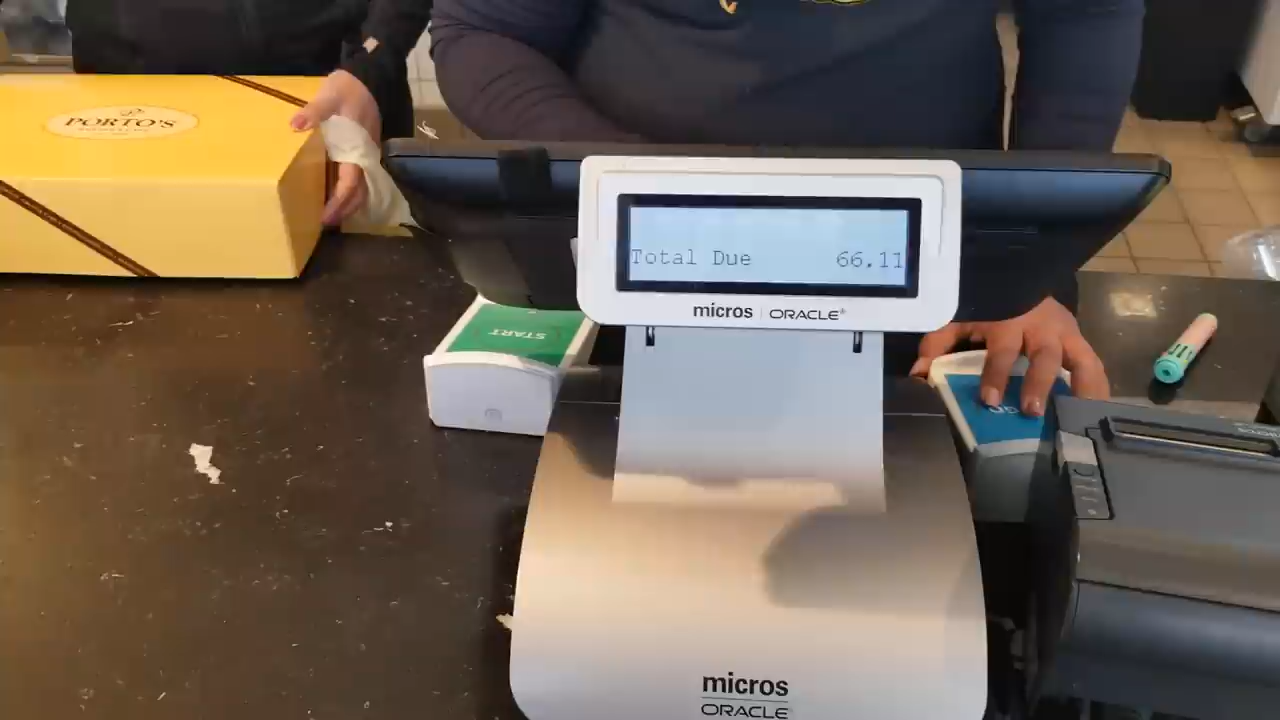 PORTO'S
Total Due 66.11
micros | ORACLE®
START
micros
ORACLE